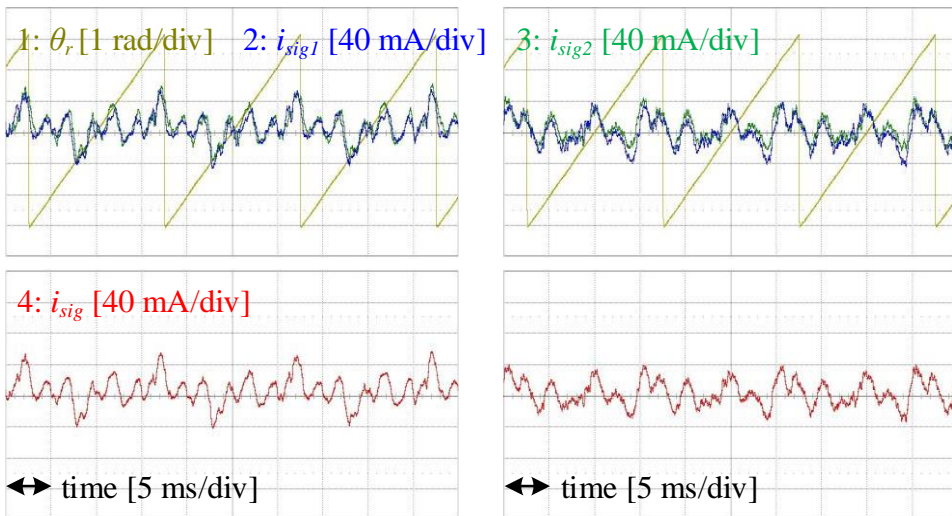 1: θr [1 rad/div] 2: isig1 [40 mA/div] 3: isig2 [40 mA/div]
4: isig [40 mA/div]
time [5 ms/div] time [5 ms/div]